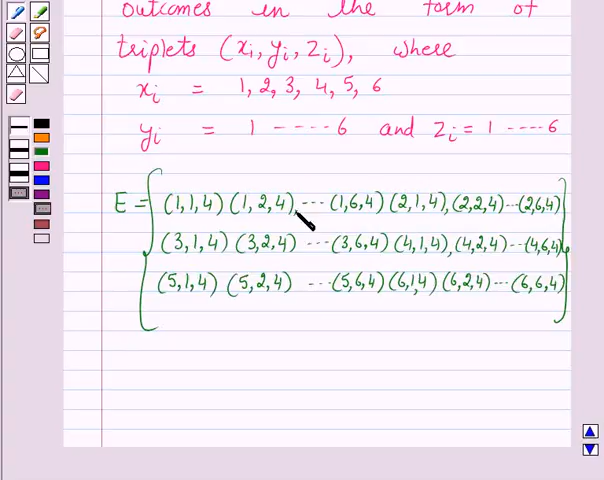 outcomes in the form of
triplets (xi, yi, zi), where
xi = 1, 2, 3, 4, 5, 6
yi = 1 ----- 6 and zi = 1 ---- 6
E = { (1,1,4) (1,2,4), --- (1,6,4) (2,1,4), (2,2,4) -- (2,6,4)
(3,1,4) (3,2,4) --- (3,6,4) (4,1,4), (4,2,4) -- (4,6,4)
(5,1,4) (5,2,4) --- (5,6,4) (6,1,4) (6,2,4) --- (6,6,4) }